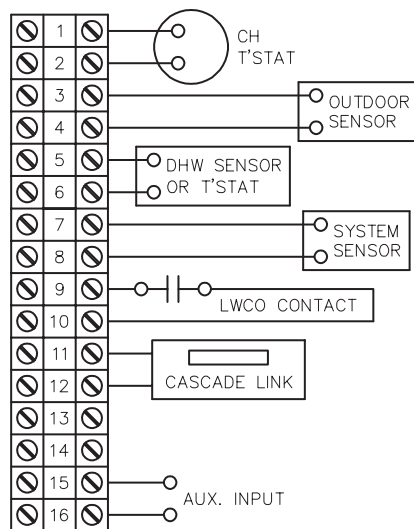 1
CH
T'STAT
2
3
OUTDOOR
SENSOR
4
5
DHW SENSOR
OR T'STAT
6
7
SYSTEM
SENSOR
8
9
LWCO CONTACT
10
11
CASCADE LINK
12
13
14
15
AUX. INPUT
16